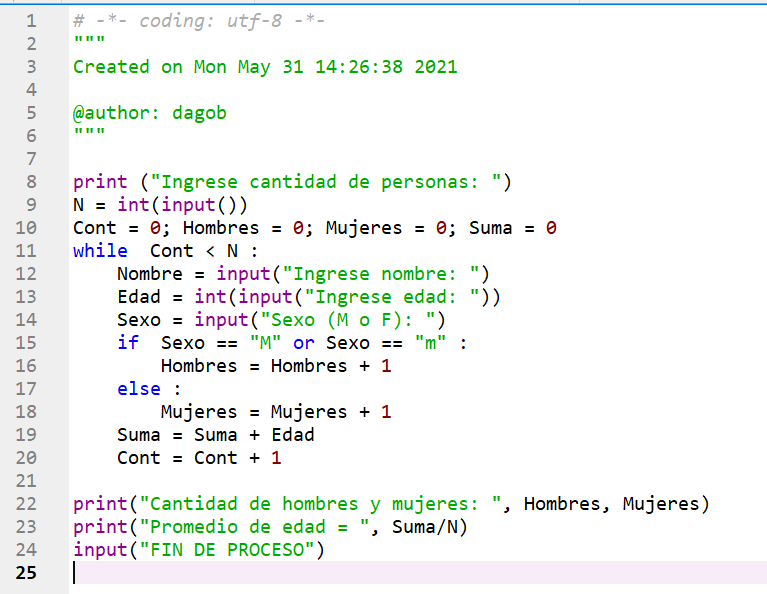 1 # -*- coding: utf-8 -*-
2 """
3 Created on Mon May 31 14:26:38 2021
4
5 @author: dagob
6 """
7
8 print ("Ingrese cantidad de personas: ")
9 N = int(input())
10 Cont = 0; Hombres = 0; Mujeres = 0; Suma = 0
11 while  Cont < N :
12     Nombre = input("Ingrese nombre: ")
13     Edad = int(input("Ingrese edad: "))
14     Sexo = input("Sexo (M o F): ")
15     if  Sexo == "M" or Sexo == "m" :
16         Hombres = Hombres + 1
17     else :
18         Mujeres = Mujeres + 1
19     Suma = Suma + Edad
20     Cont = Cont + 1
21
22 print("Cantidad de hombres y mujeres: ", Hombres, Mujeres)
23 print("Promedio de edad = ", Suma/N)
24 input("FIN DE PROCESO")
25